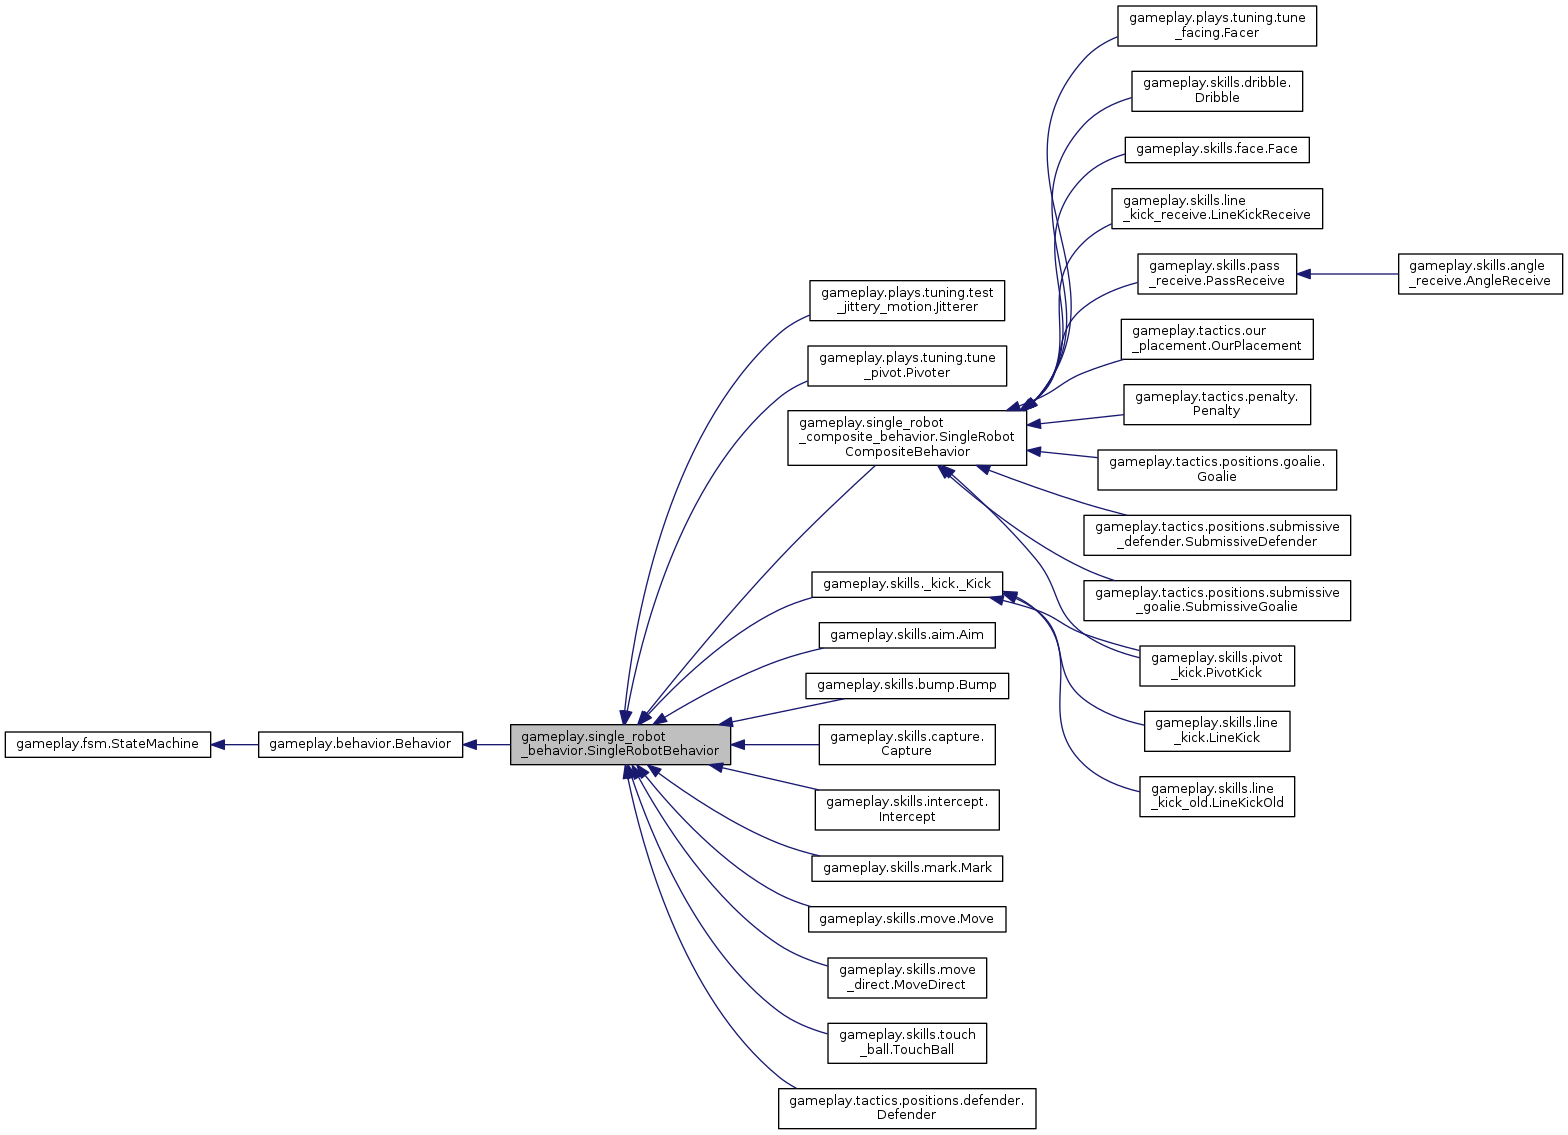 gameplay.fsm.StateMachine
gameplay.behavior.Behavior
gameplay.single_robot
_behavior.SingleRobotBehavior
gameplay.plays.tuning.test
_jittery_motion.Jitterer
gameplay.plays.tuning.tune
_pivot.Pivoter
gameplay.single_robot
_composite_behavior.SingleRobot
CompositeBehavior
gameplay.skills._kick._Kick
gameplay.skills.aim.Aim
gameplay.skills.bump.Bump
gameplay.skills.capture.
Capture
gameplay.skills.intercept.
Intercept
gameplay.skills.mark.Mark
gameplay.skills.move.Move
gameplay.skills.move
_direct.MoveDirect
gameplay.skills.touch
_ball.TouchBall
gameplay.tactics.positions.defender.
Defender
gameplay.plays.tuning.tune
_facing.Facer
gameplay.skills.dribble.
Dribble
gameplay.skills.face.Face
gameplay.skills.line
_kick_receive.LineKickReceive
gameplay.skills.pass
_receive.PassReceive
gameplay.tactics.our
_placement.OurPlacement
gameplay.tactics.penalty.
Penalty
gameplay.tactics.positions.goalie.
Goalie
gameplay.tactics.positions.submissive
_defender.SubmissiveDefender
gameplay.tactics.positions.submissive
_goalie.SubmissiveGoalie
gameplay.skills.pivot
_kick.PivotKick
gameplay.skills.line
_kick.LineKick
gameplay.skills.line
_kick_old.LineKickOld
gameplay.skills.angle
_receive.AngleReceive